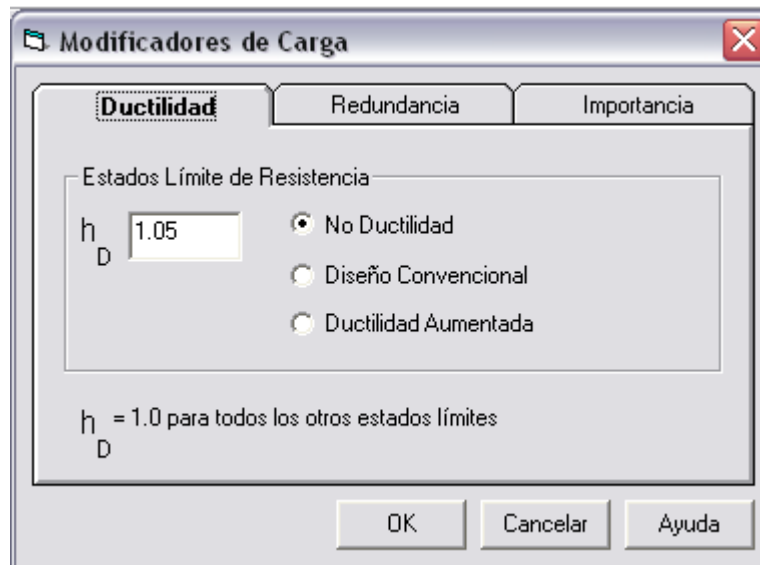 Modificadores de Carga
Ductilidad Redundancia Importancia
Estados Límite de Resistencia
h D 1.05 No Ductilidad
Diseño Convencional
Ductilidad Aumentada
h D = 1.0 para todos los otros estados límites
OK Cancelar Ayuda